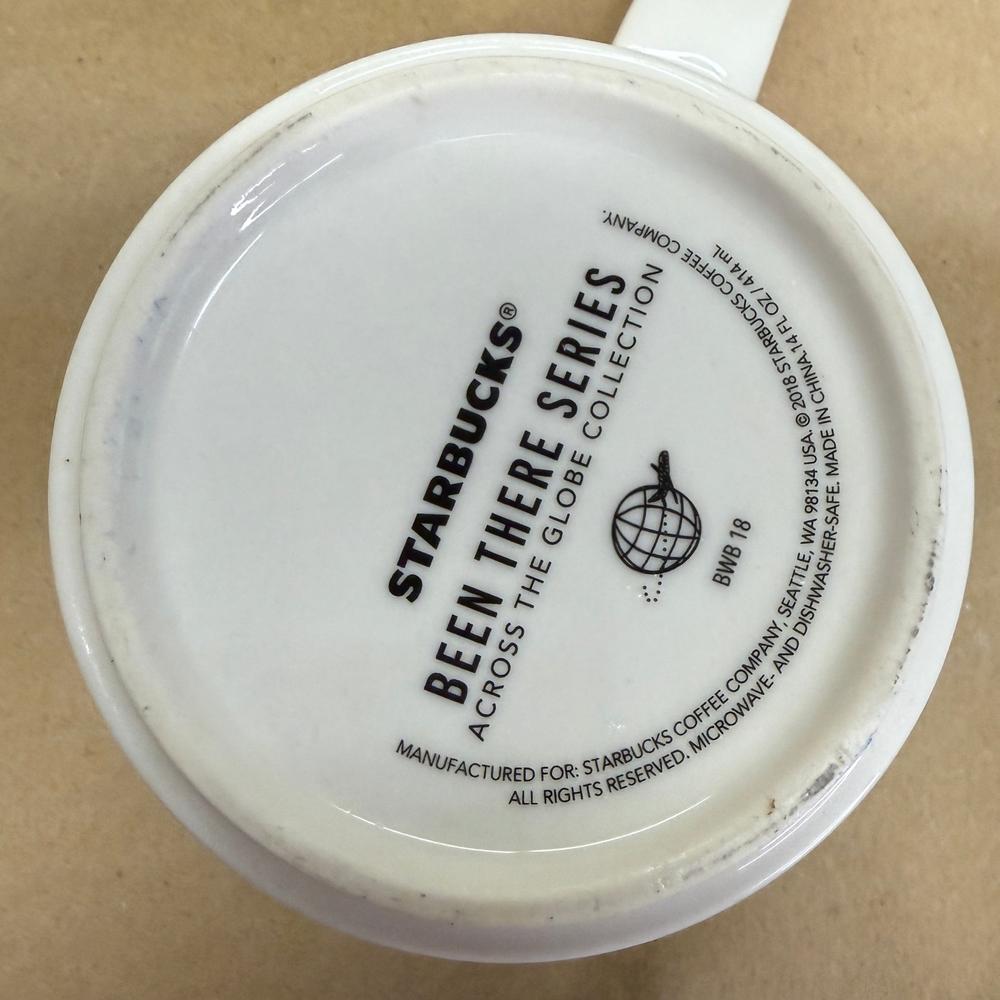 STARBUCKS®
BEEN THERE SERIES
ACROSS THE GLOBE COLLECTION
BWB 18
MANUFACTURED FOR: STARBUCKS COFFEE COMPANY, SEATTLE, WA 98134 USA. © 2018 STARBUCKS COFFEE COMPANY.
ALL RIGHTS RESERVED. MICROWAVE- AND DISHWASHER-SAFE. MADE IN CHINA. 14 FL OZ / 414 mL